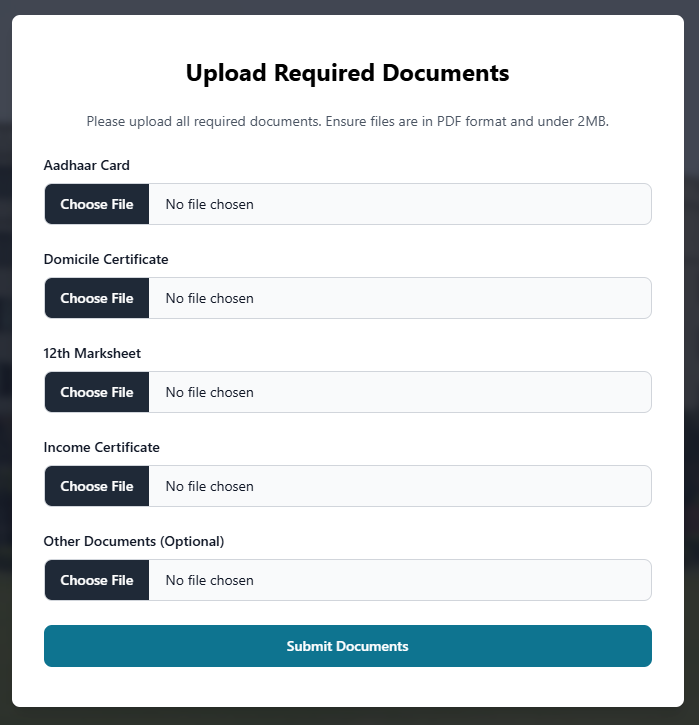 Upload Required Documents
Please upload all required documents. Ensure files are in PDF format and under 2MB.
Aadhaar Card
Choose File No file chosen
Domicile Certificate
Choose File No file chosen
12th Marksheet
Choose File No file chosen
Income Certificate
Choose File No file chosen
Other Documents (Optional)
Choose File No file chosen
Submit Documents